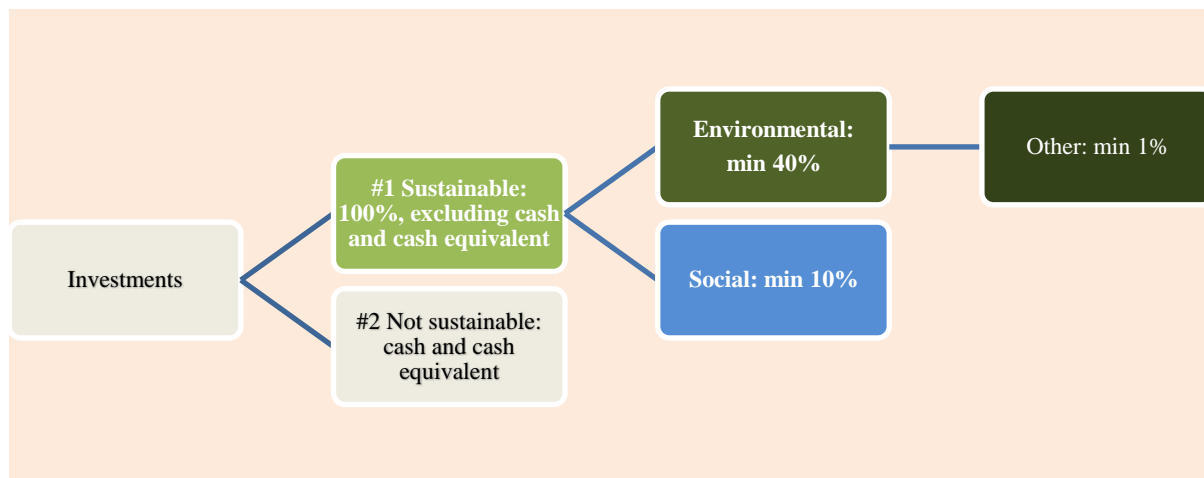 Investments
#1 Sustainable:
100%, excluding cash
and cash equivalent
#2 Not sustainable:
cash and cash
equivalent
Environmental:
min 40%
Social: min 10%
Other: min 1%